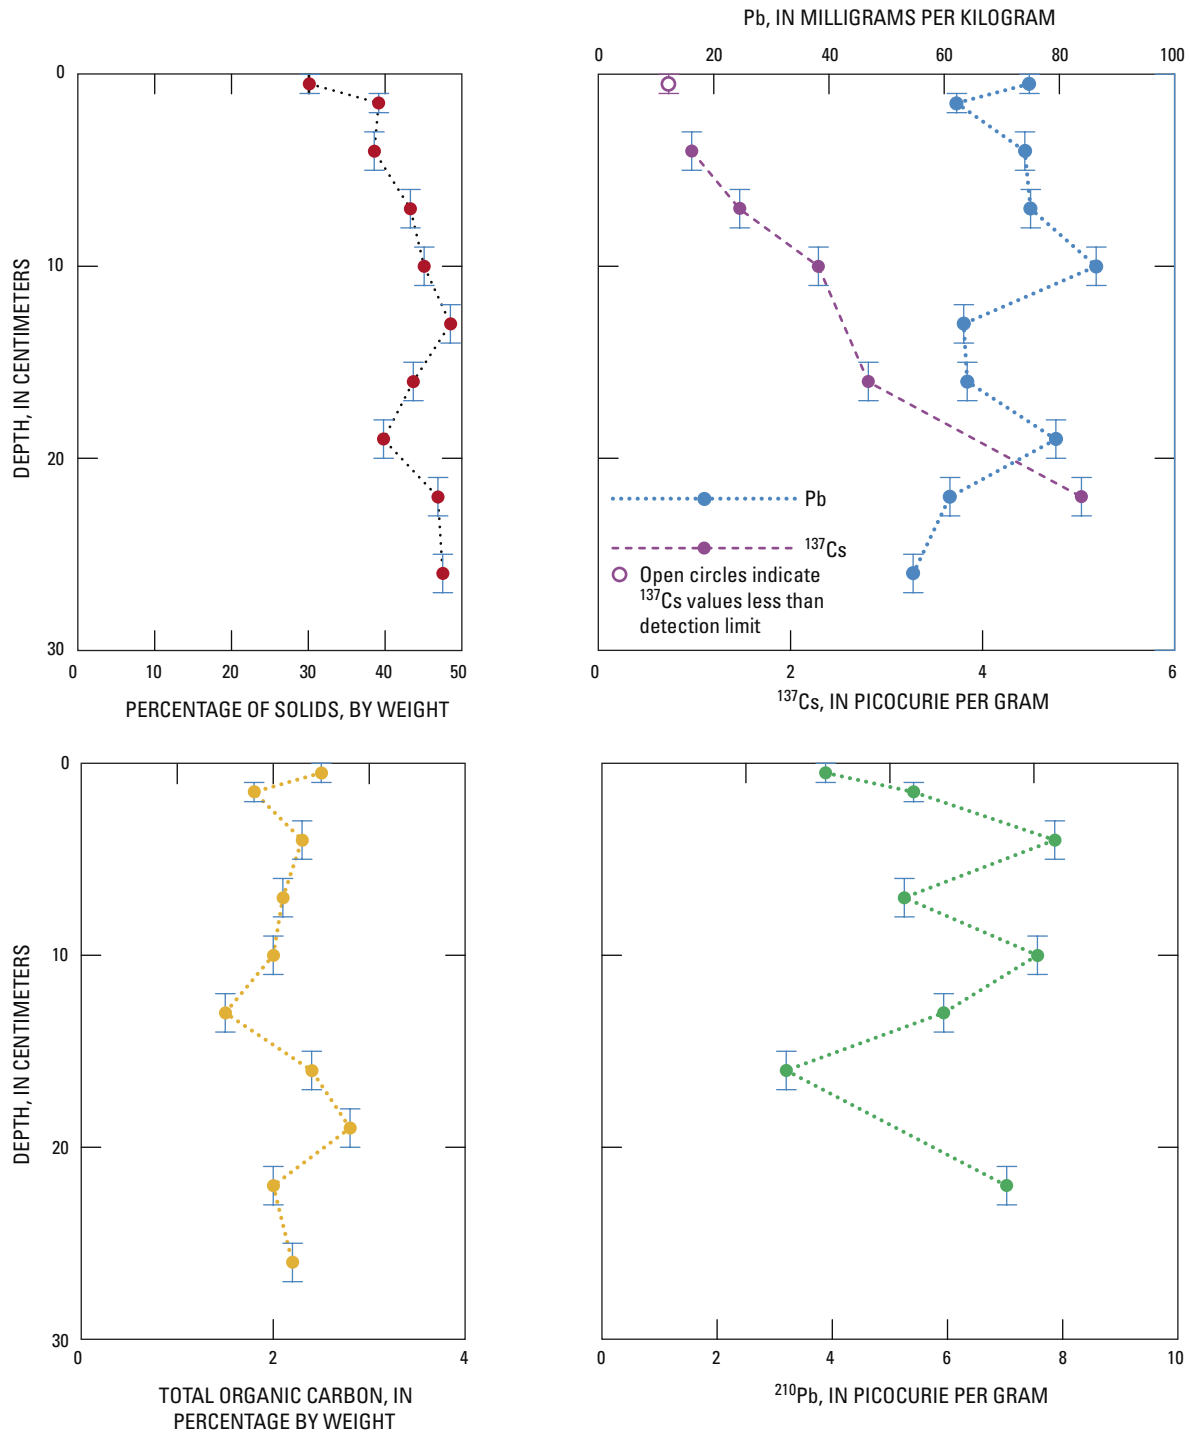 Pb, IN MILLIGRAMS PER KILOGRAM
0 20 40 60 80 100
0
10
20
30
DEPTH, IN CENTIMETERS
0 10 20 30 40 50
PERCENTAGE OF SOLIDS, BY WEIGHT
Pb
¹³⁷Cs
Open circles indicate
¹³⁷Cs values less than
detection limit
0 2 4 6
¹³⁷Cs, IN PICOCURIE PER GRAM
0
10
20
30
DEPTH, IN CENTIMETERS
0 2 4
TOTAL ORGANIC CARBON, IN
PERCENTAGE BY WEIGHT
0 2 4 6 8 10
²¹⁰Pb, IN PICOCURIE PER GRAM